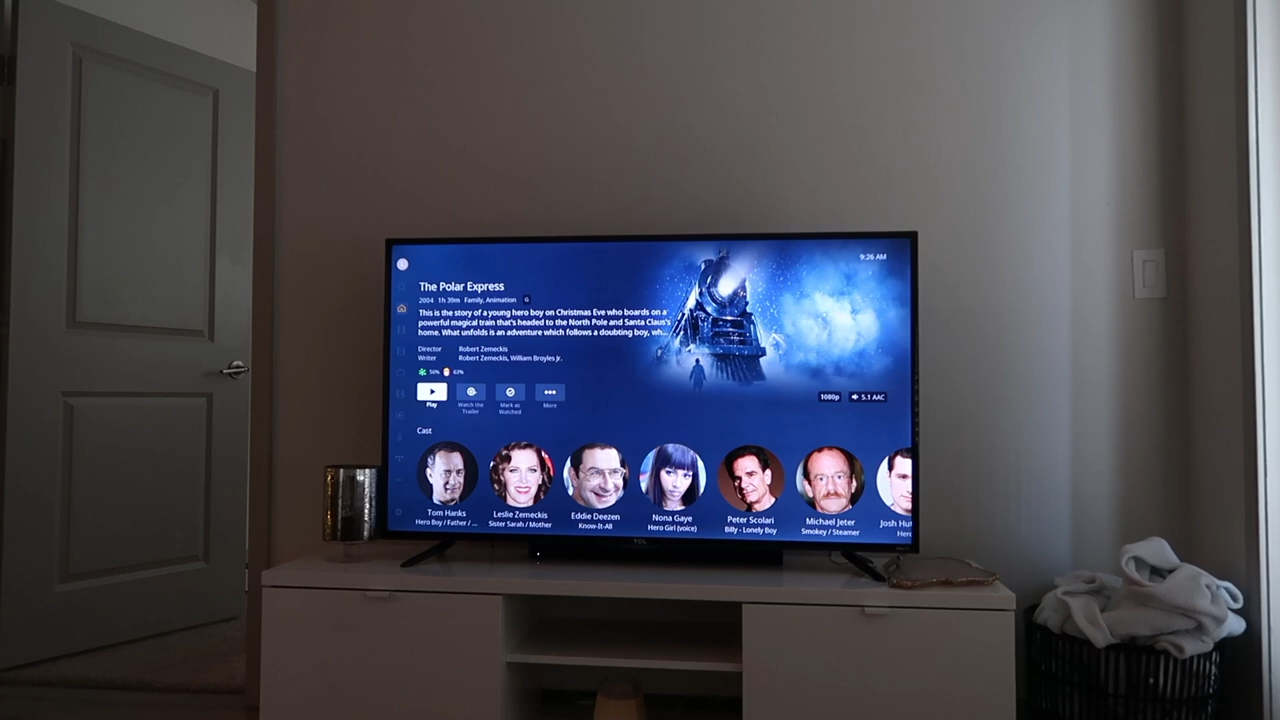 9:26 AM
The Polar Express
2004 1h 39m Family, Animation G
This is the story of a young hero boy on Christmas Eve who boards on a
powerful magical train that's headed to the North Pole and Santa Claus's
home. What unfolds is an adventure which follows a doubting boy, wh...
Director Robert Zemeckis
Writer Robert Zemeckis, William Broyles Jr.
56% 63%
Play
Watch the
Trailer
Mark as
Watched
More
1080p 5.1 AAC
Cast
Tom Hanks
Hero Boy / Father / ...
Leslie Zemeckis
Sister Sarah / Mother
Eddie Deezen
Know-It-All
Nona Gaye
Hero Girl (voice)
Peter Scolari
Billy - Lonely Boy
Michael Jeter
Smokey / Steamer
Josh Hut
Hero
TCL